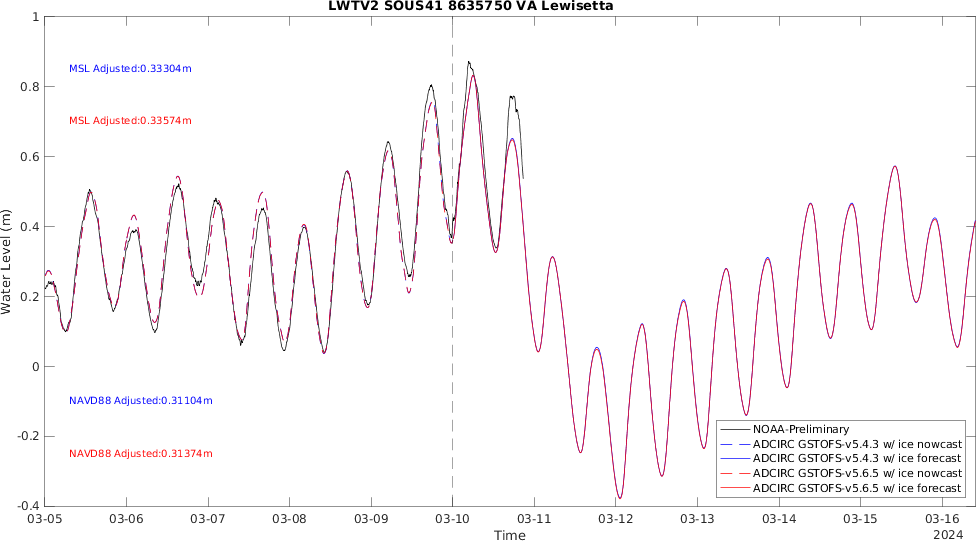 LWTV2 SOUS41 8635750 VA Lewisetta
1
0.8
0.6
0.4
0.2
0
-0.2
-0.4
Water Level (m)
MSL Adjusted:0.33304m
MSL Adjusted:0.33574m
NAVD88 Adjusted:0.31104m
NAVD88 Adjusted:0.31374m
NOAA-Preliminary
ADCIRC GSTOFS-v5.4.3 w/ ice nowcast
ADCIRC GSTOFS-v5.4.3 w/ ice forecast
ADCIRC GSTOFS-v5.6.5 w/ ice nowcast
ADCIRC GSTOFS-v5.6.5 w/ ice forecast
03-05 03-06 03-07 03-08 03-09 03-10 03-11 03-12 03-13 03-14 03-15 03-16
Time
2024